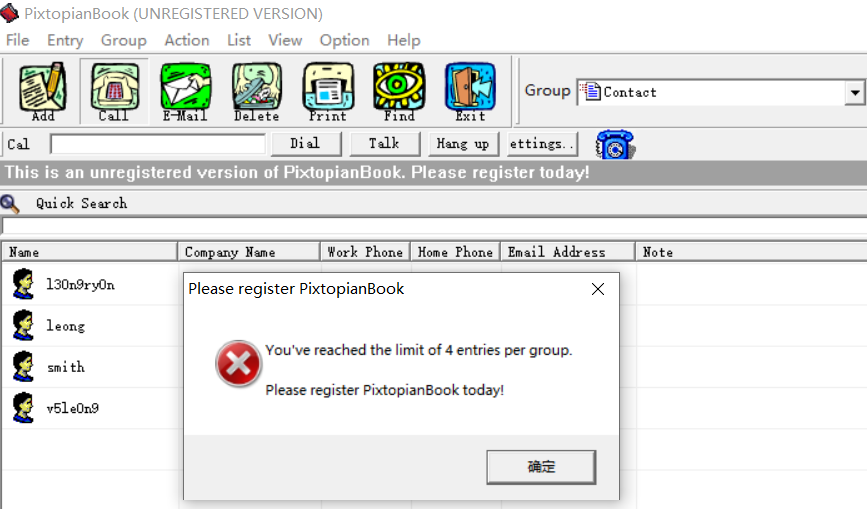 PixtopianBook (UNREGISTERED VERSION)
File Entry Group Action List View Option Help
Add Call E-Mail Delete Print Find Exit Group Contact
Cal Dial Talk Hang up ettings..
This is an unregistered version of PixtopianBook. Please register today!
Quick Search
Name Company Name Work Phone Home Phone Email Address Note
l30n9ry0n
leong
smith
v5le0n9
Please register PixtopianBook
You've reached the limit of 4 entries per group.
Please register PixtopianBook today!
确定